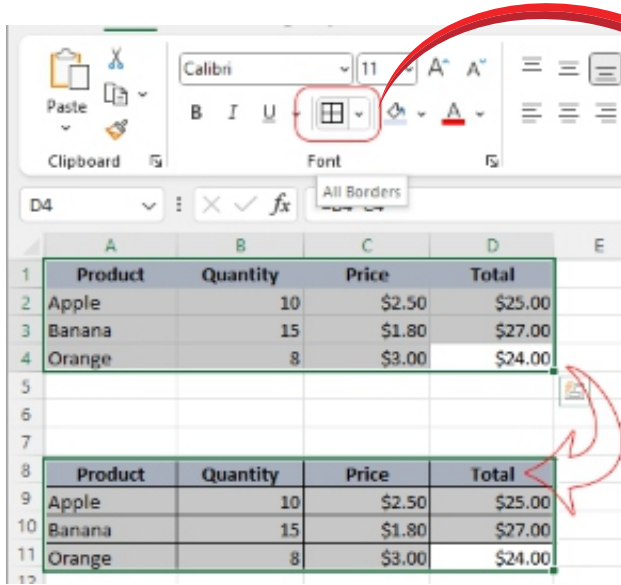 Calibri 11 A^ Aˇ
Paste B I U A
Clipboard Font
D4 fx All Borders
A B C D E
1 Product Quantity Price Total
2 Apple 10 $2.50 $25.00
3 Banana 15 $1.80 $27.00
4 Orange 8 $3.00 $24.00
5
6
7
8 Product Quantity Price Total
9 Apple 10 $2.50 $25.00
10 Banana 15 $1.80 $27.00
11 Orange 8 $3.00 $24.00
12